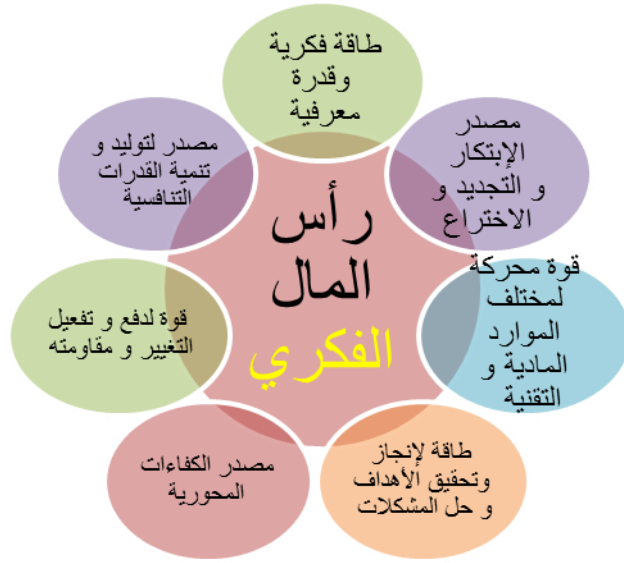 طاقة فكرية
وقدرة
معرفية
مصدر
الإبتكار
و التجديد و
الاختراع
قوة محركة
لمختلف
الموارد
المادية و
التقنية
طاقة لإنجاز
وتحقيق الأهداف
و حل المشكلات
مصدر الكفاءات
المحورية
قوة لدفع و تفعيل
التغيير و مقاومته
مصدر لتوليد و
تنمية القدرات
التنافسية
رأس
المال
الفكري